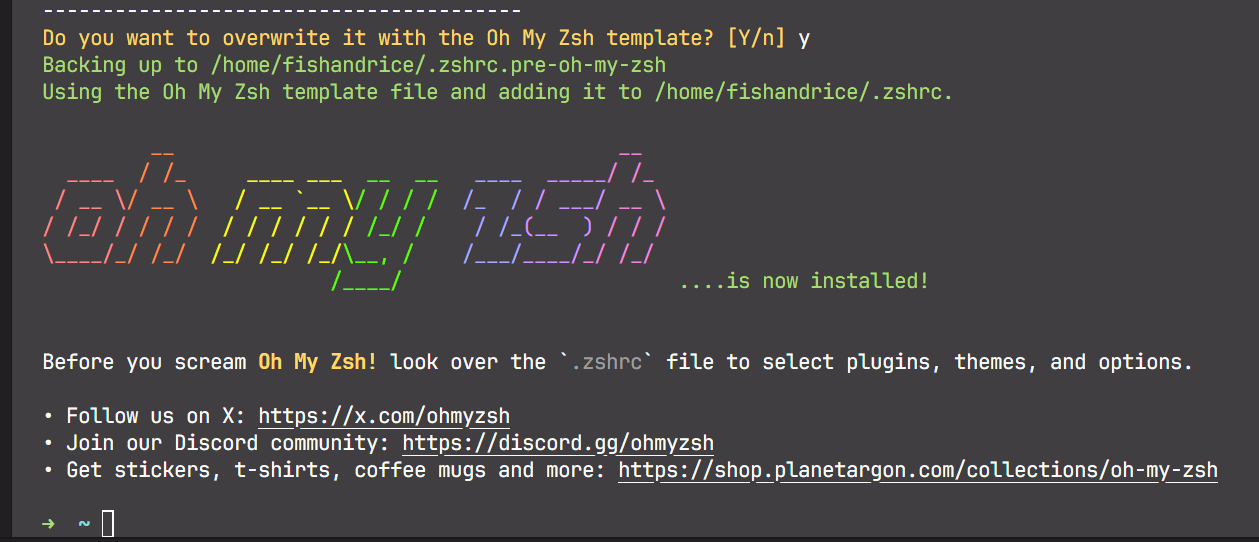 ----------------------------------------
Do you want to overwrite it with the Oh My Zsh template? [Y/n] y
Backing up to /home/fishandrice/.zshrc.pre-oh-my-zsh
Using the Oh My Zsh template file and adding it to /home/fishandrice/.zshrc.
         __                                     __
  ____  / /_     ____ ___  __  __   ____  _____/ /_
 / __ \/ __ \   / __ `__ \/ / / /  /_  / / ___/ __ \
/ /_/ / / / /  / / / / / / /_/ /    / /_(__  ) / / /
\____/_/ /_/  /_/ /_/ /_/\__, /    /___/____/_/ /_/
                        /____/                       ....is now installed!
Before you scream Oh My Zsh! look over the `.zshrc` file to select plugins, themes, and options.
• Follow us on X: https://x.com/ohmyzsh
• Join our Discord community: https://discord.gg/ohmyzsh
• Get stickers, t-shirts, coffee mugs and more: https://shop.planetargon.com/collections/oh-my-zsh
➜  ~